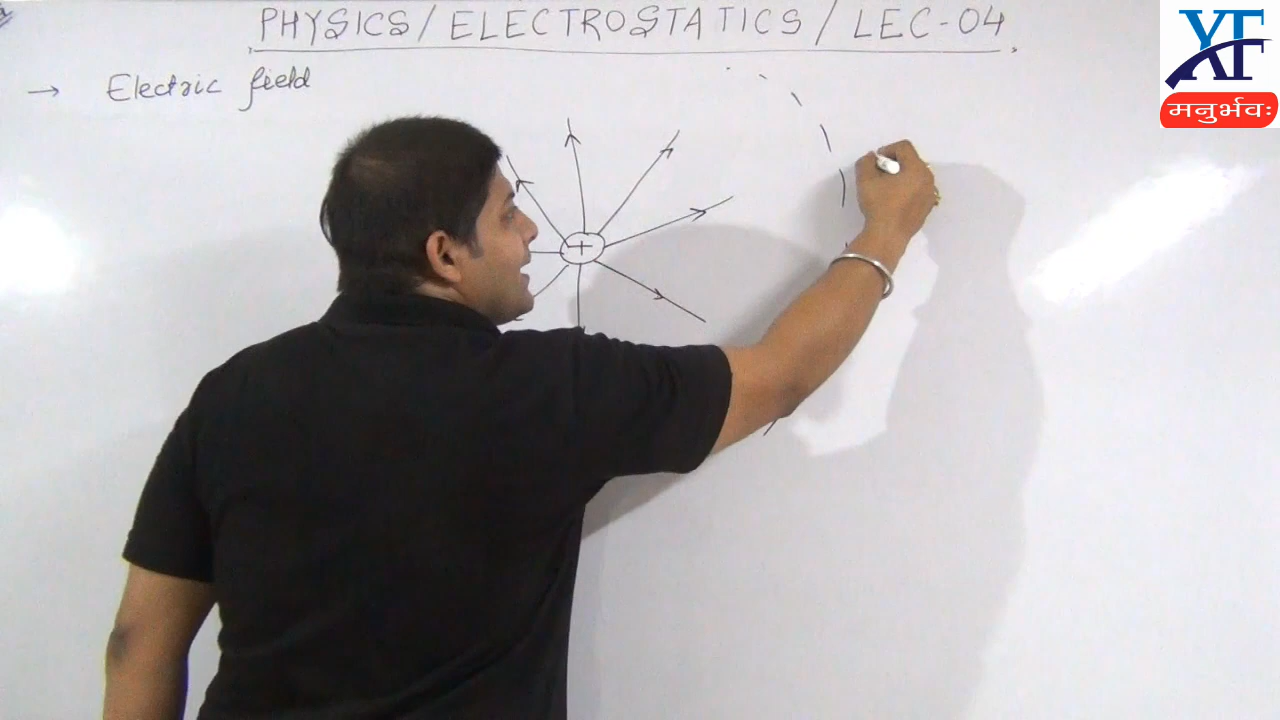 PHYSICS / ELECTROSTATICS / LEC-04
→ Electric field
+
YF
मनुर्भवः